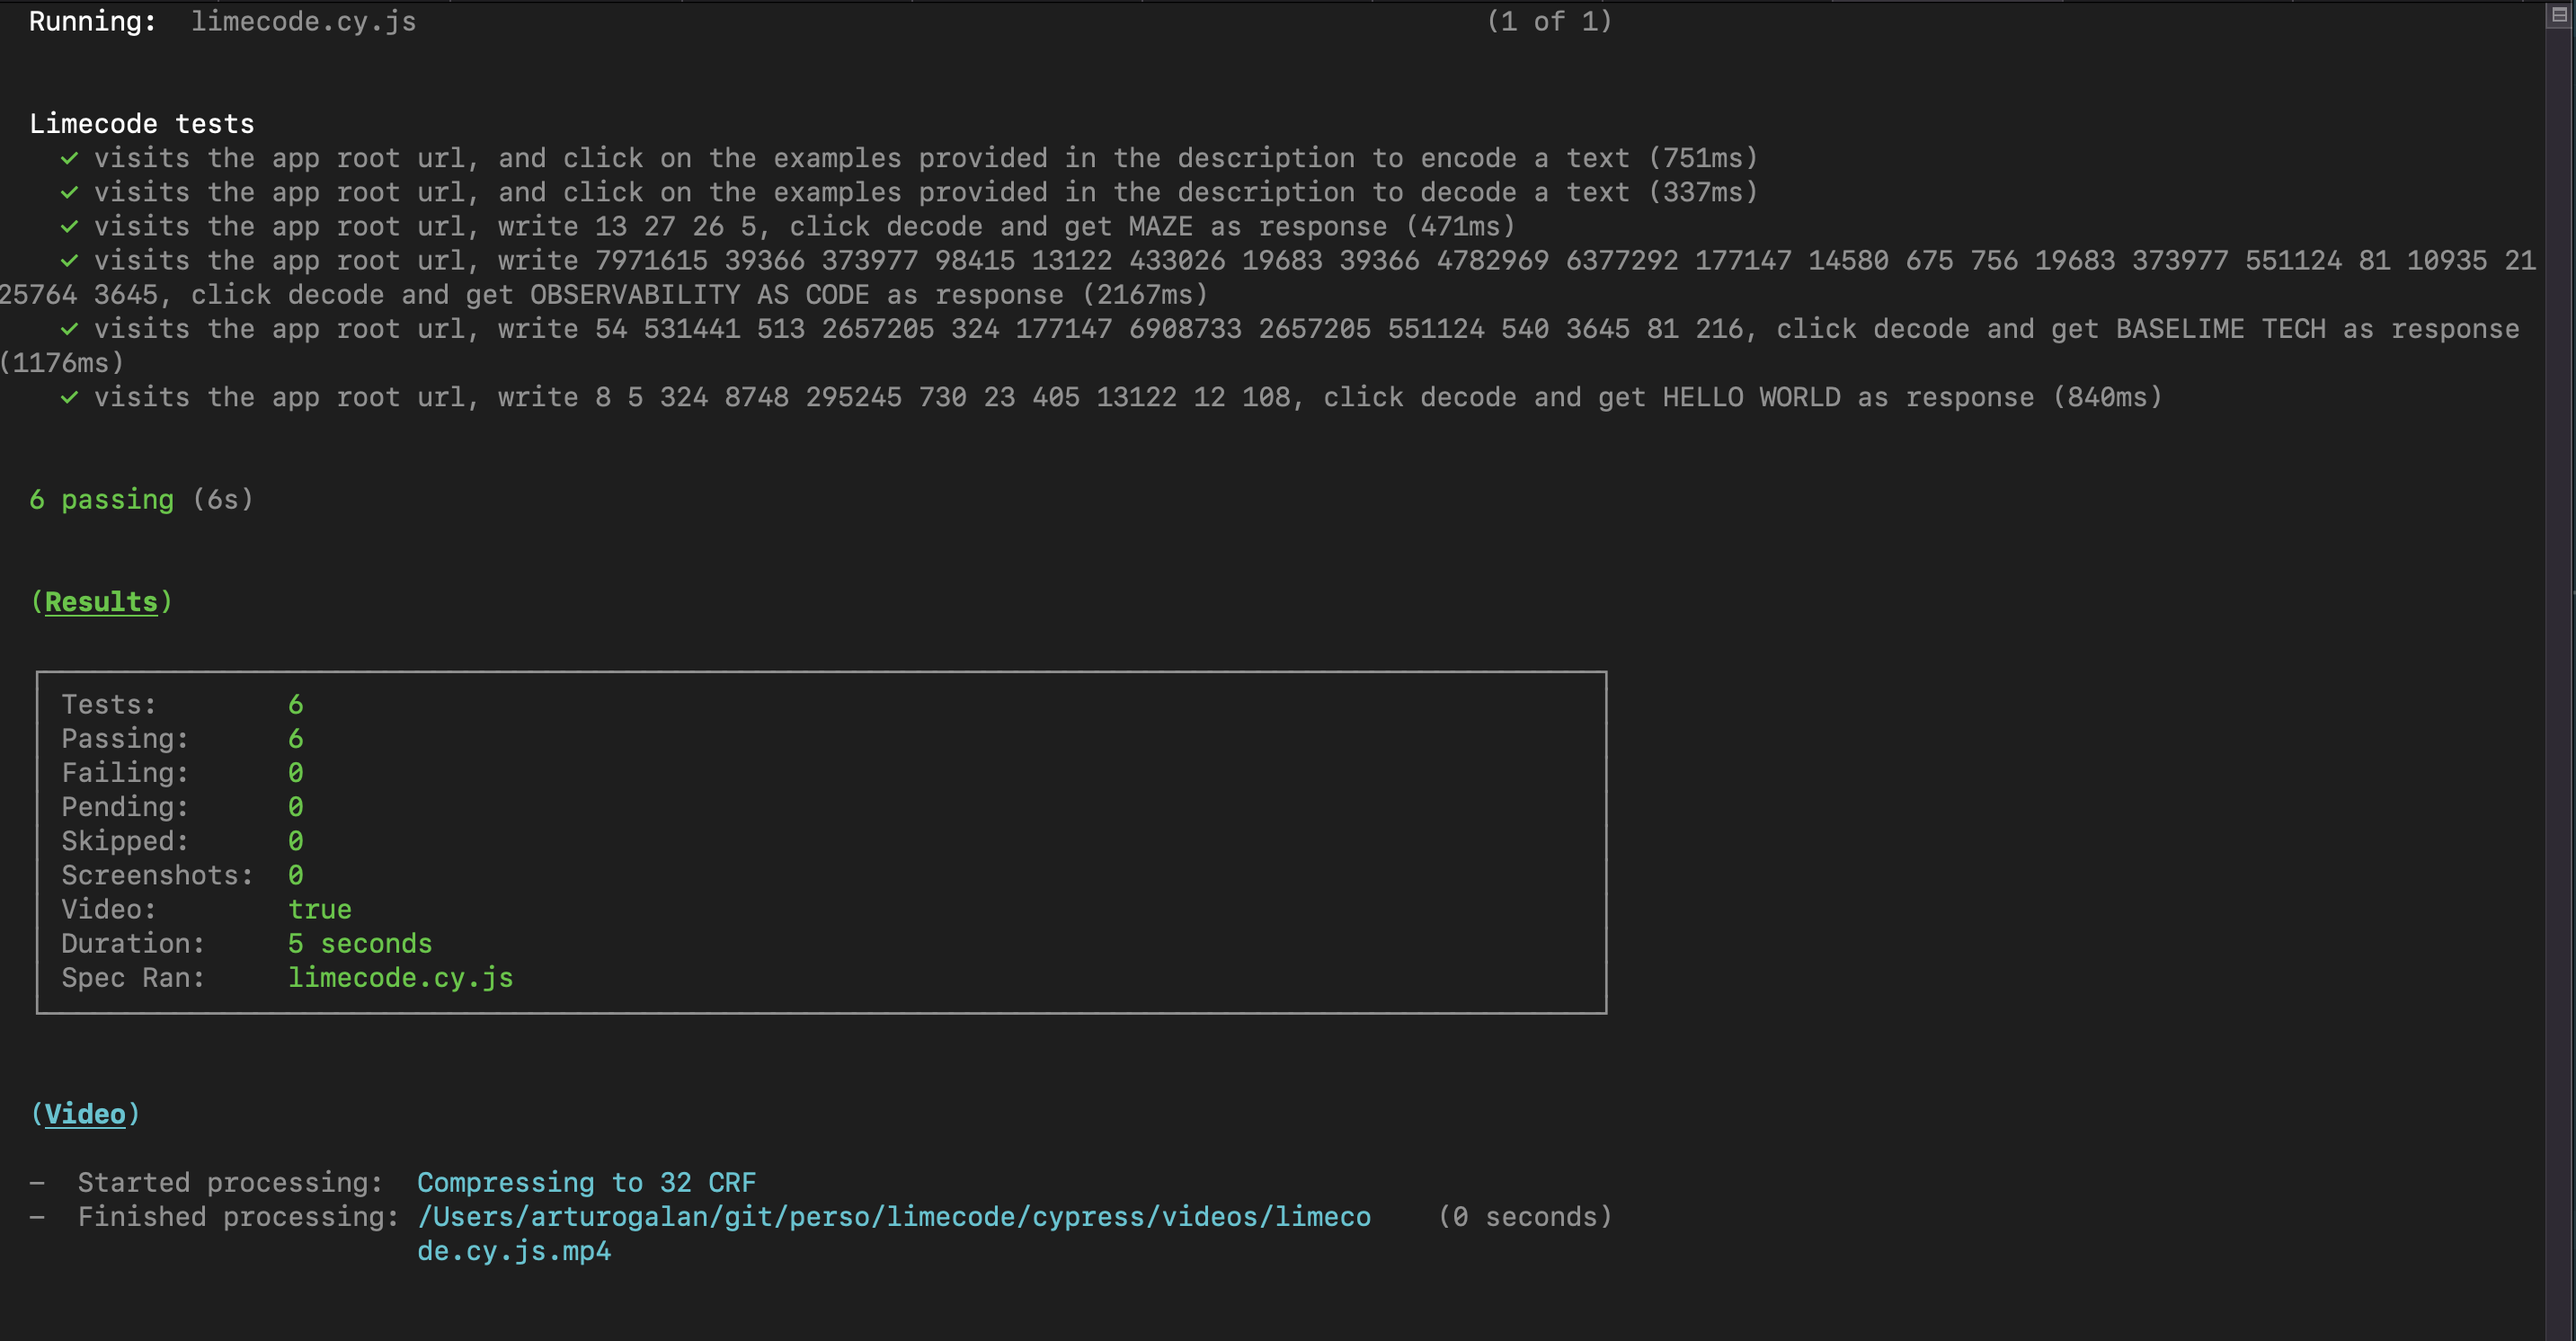 Running:  limecode.cy.js (1 of 1)
Limecode tests
✓ visits the app root url, and click on the examples provided in the description to encode a text (751ms)
✓ visits the app root url, and click on the examples provided in the description to decode a text (337ms)
✓ visits the app root url, write 13 27 26 5, click decode and get MAZE as response (471ms)
✓ visits the app root url, write 7971615 39366 373977 98415 13122 433026 19683 39366 4782969 6377292 177147 14580 675 756 19683 373977 551124 81 10935 21
25764 3645, click decode and get OBSERVABILITY AS CODE as response (2167ms)
✓ visits the app root url, write 54 531441 513 2657205 324 177147 6908733 2657205 551124 540 3645 81 216, click decode and get BASELIME TECH as response
(1176ms)
✓ visits the app root url, write 8 5 324 8748 295245 730 23 405 13122 12 108, click decode and get HELLO WORLD as response (840ms)
6 passing (6s)
(Results)
Tests: 6
Passing: 6
Failing: 0
Pending: 0
Skipped: 0
Screenshots: 0
Video: true
Duration: 5 seconds
Spec Ran: limecode.cy.js
(Video)
–  Started processing:  Compressing to 32 CRF
–  Finished processing: /Users/arturogalan/git/perso/limecode/cypress/videos/limeco (0 seconds)
de.cy.js.mp4